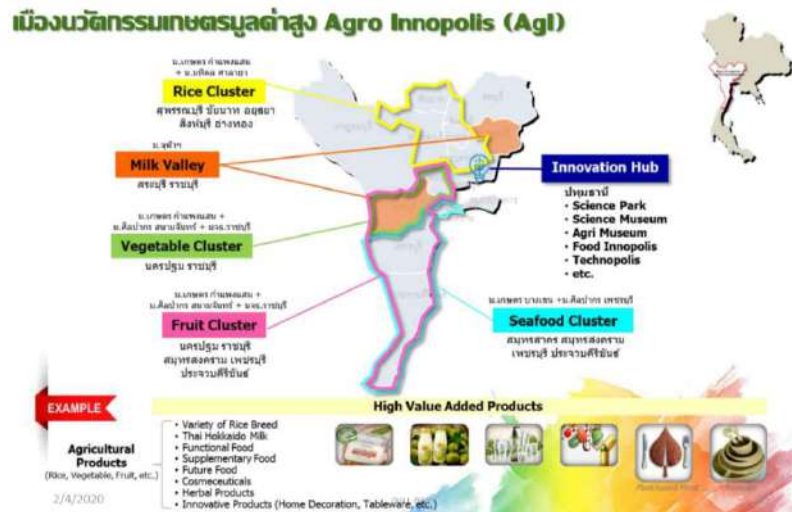 เมืองนวัตกรรมเกษตรมูลค่าสูง Agro Innopolis (AgI)
ม.เกษตร กำแพงแสน
+ ม.มหิดล ศาลายา
Rice Cluster
สุพรรณบุรี ชัยนาท อยุธยา
สิงห์บุรี อ่างทอง
ม.จุฬาฯ
Milk Valley
สระบุรี ราชบุรี
ม.เกษตร กำแพงแสน +
ม.ศิลปากร สนามจันทร์ + มจธ.ราชบุรี
Vegetable Cluster
นครปฐม ราชบุรี
ม.เกษตร กำแพงแสน +
ม.ศิลปากร สนามจันทร์ + มจธ.ราชบุรี
Fruit Cluster
นครปฐม ราชบุรี
สมุทรสงคราม เพชรบุรี
ประจวบคีรีขันธ์
Innovation Hub
ปทุมธานี
• Science Park
• Science Museum
• Agri Museum
• Food Innopolis
• Technopolis
• etc.
ม.เกษตร บางเขน +ม.ศิลปากร เพชรบุรี
Seafood Cluster
สมุทรสาคร สมุทรสงคราม
เพชรบุรี ประจวบคีรีขันธ์
EXAMPLE
High Value Added Products
Agricultural
Products
(Rice, Vegetable, Fruit, etc.)
• Variety of Rice Breed
• Thai Hokkaido Milk
• Functional Food
• Supplementary Food
• Future Food
• Cosmeceuticals
• Herbal Products
• Innovative Products (Home Decoration, Tableware, etc.)
Plant-based Meat
2/4/2020